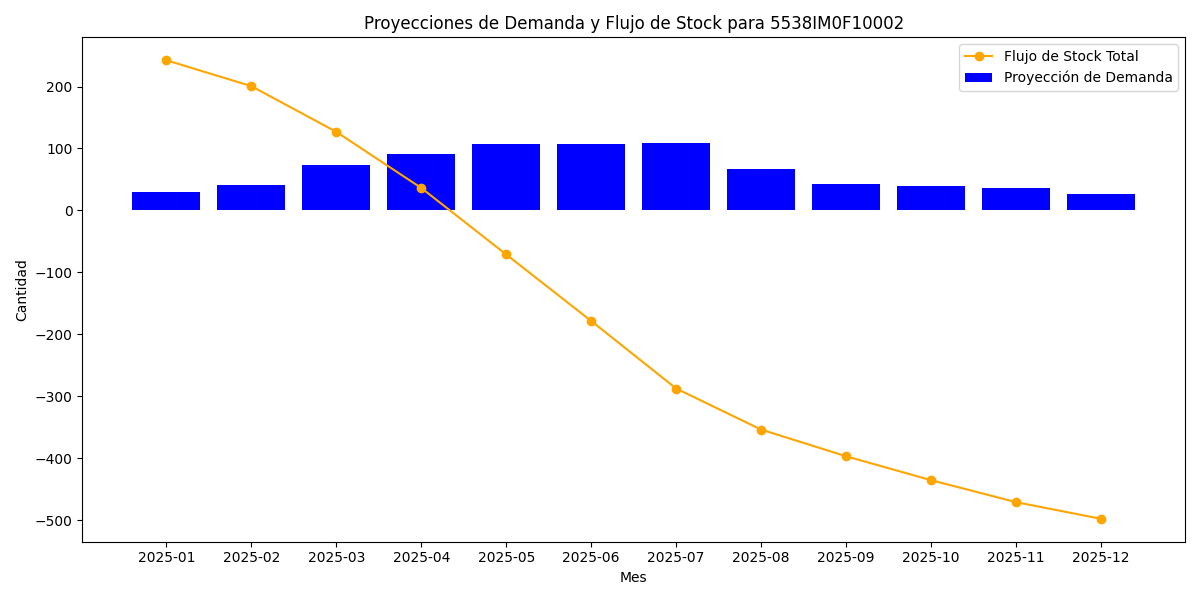 Proyecciones de Demanda y Flujo de Stock para 5538IM0F10002
Flujo de Stock Total
Proyección de Demanda
Cantidad
200
100
0
−100
−200
−300
−400
−500
2025-01 2025-02 2025-03 2025-04 2025-05 2025-06 2025-07 2025-08 2025-09 2025-10 2025-11 2025-12
Mes